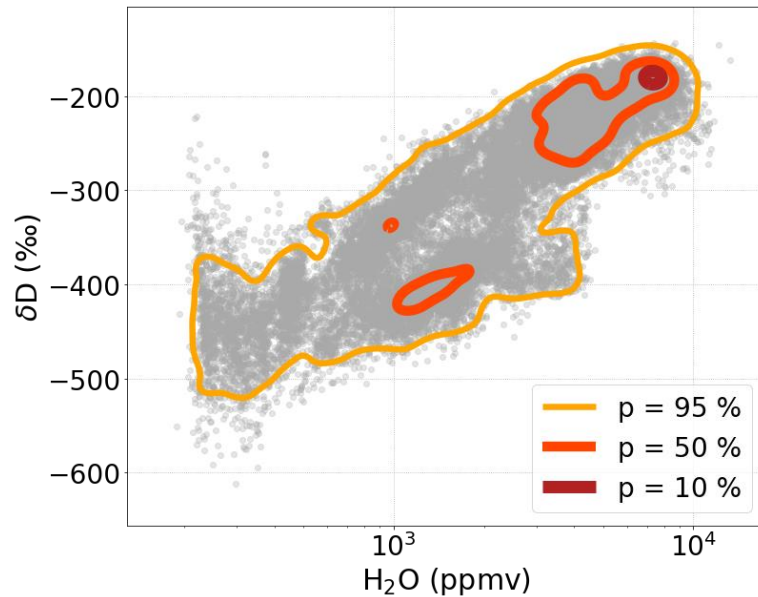 −200
−300
−400
−500
−600
δD (‰)
10³
10⁴
H₂O (ppmv)
p = 95 %
p = 50 %
p = 10 %